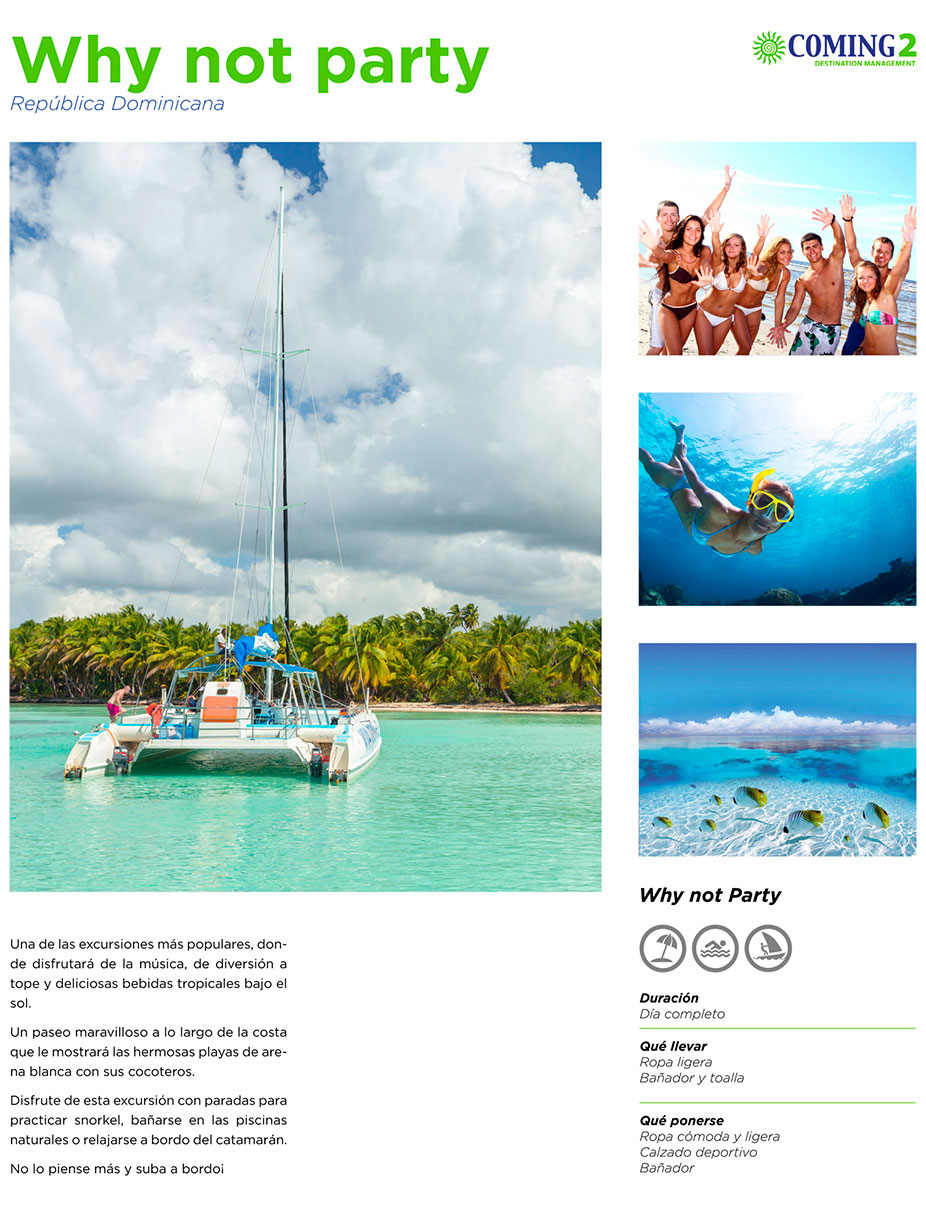 Why not party
República Dominicana
COMING2
DESTINATION MANAGEMENT
Una de las excursiones más populares, don-
de disfrutará de la música, de diversión a
tope y deliciosas bebidas tropicales bajo el
sol.
Un paseo maravilloso a lo largo de la costa
que le mostrará las hermosas playas de are-
na blanca con sus cocoteros.
Disfrute de esta excursión con paradas para
practicar snorkel, bañarse en las piscinas
naturales o relajarse a bordo del catamarán.
No lo piense más y suba a bordoi
Why not Party
Duración
Día completo
Qué llevar
Ropa ligera
Bañador y toalla
Qué ponerse
Ropa cómoda y ligera
Calzado deportivo
Bañador